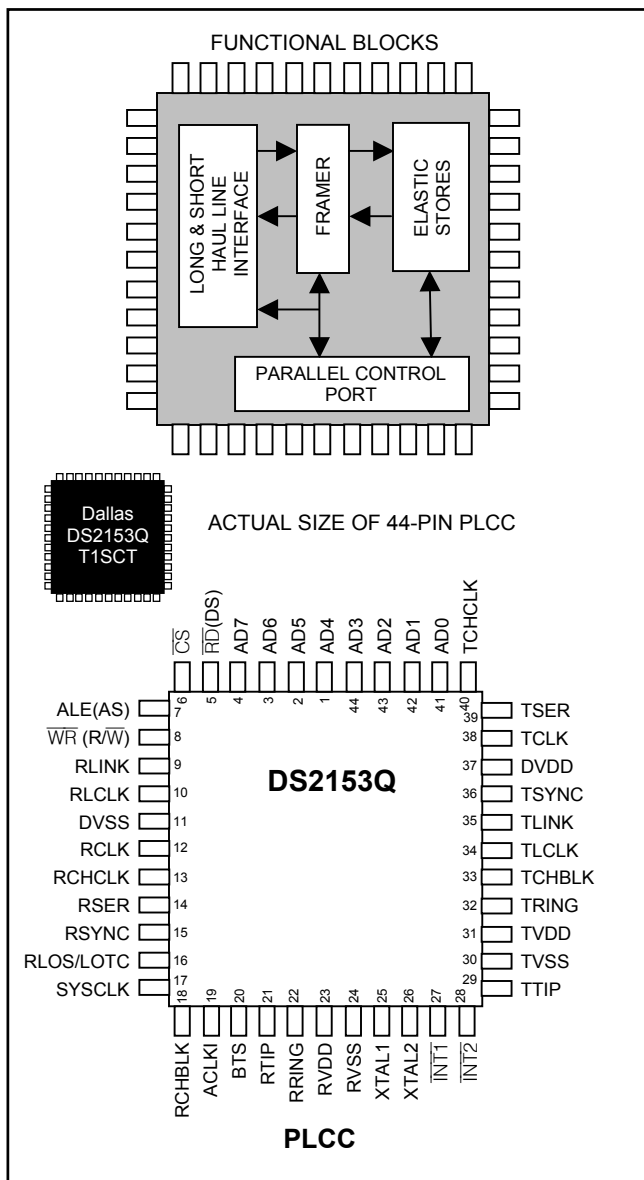 FUNCTIONAL BLOCKS
LONG & SHORT
HAUL LINE
INTERFACE
FRAMER
ELASTIC
STORES
PARALLEL CONTROL
PORT
Dallas
DS2153Q
T1SCT
ACTUAL SIZE OF 44-PIN PLCC
CS
RD(DS)
AD7
AD6
AD5
AD4
AD3
AD2
AD1
AD0
TCHCLK
6
5
4
3
2
1
44
43
42
41
40
ALE(AS) 7
WR (R/W) 8
RLINK 9
RLCLK 10
DVSS 11
RCLK 12
RCHCLK 13
RSER 14
RSYNC 15
RLOS/LOTC 16
SYSCLK 17
DS2153Q
39 TSER
38 TCLK
37 DVDD
36 TSYNC
35 TLINK
34 TLCLK
33 TCHBLK
32 TRING
31 TVDD
30 TVSS
29 TTIP
18
19
20
21
22
23
24
25
26
27
28
RCHBLK
ACLKI
BTS
RTIP
RRING
RVDD
RVSS
XTAL1
XTAL2
INT1
INT2
PLCC